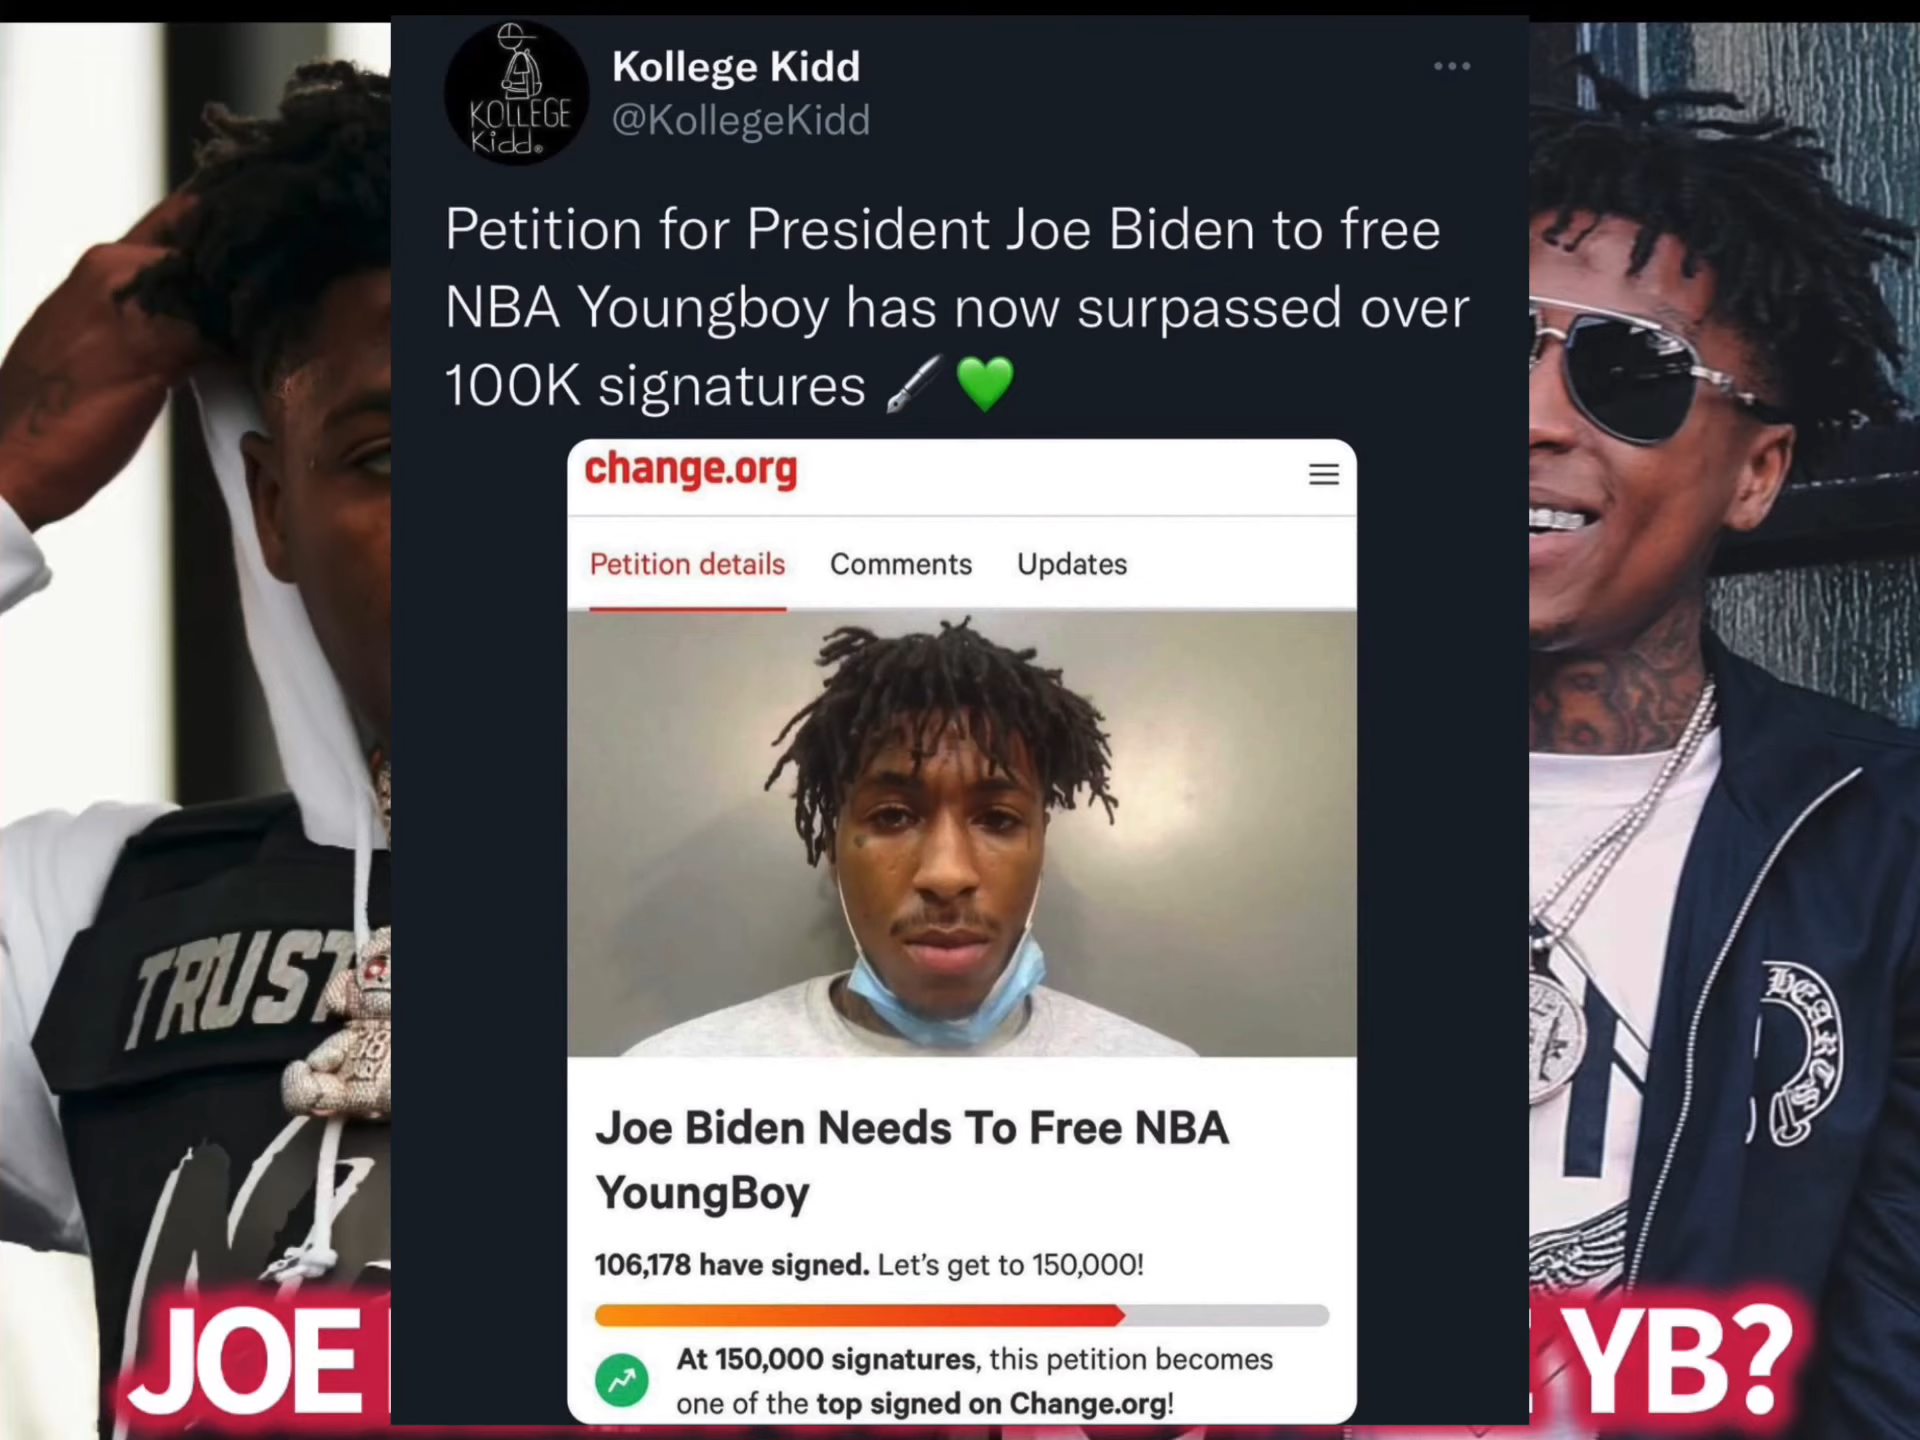 KOLLEGE
Kidd.
Kollege Kidd
@KollegeKidd
Petition for President Joe Biden to free
NBA Youngboy has now surpassed over
100K signatures 🖋💚
change.org
Petition details Comments Updates
Joe Biden Needs To Free NBA
YoungBoy
106,178 have signed. Let's get to 150,000!
At 150,000 signatures, this petition becomes
one of the top signed on Change.org!
TRUST
HEARTS
JOE
YB?